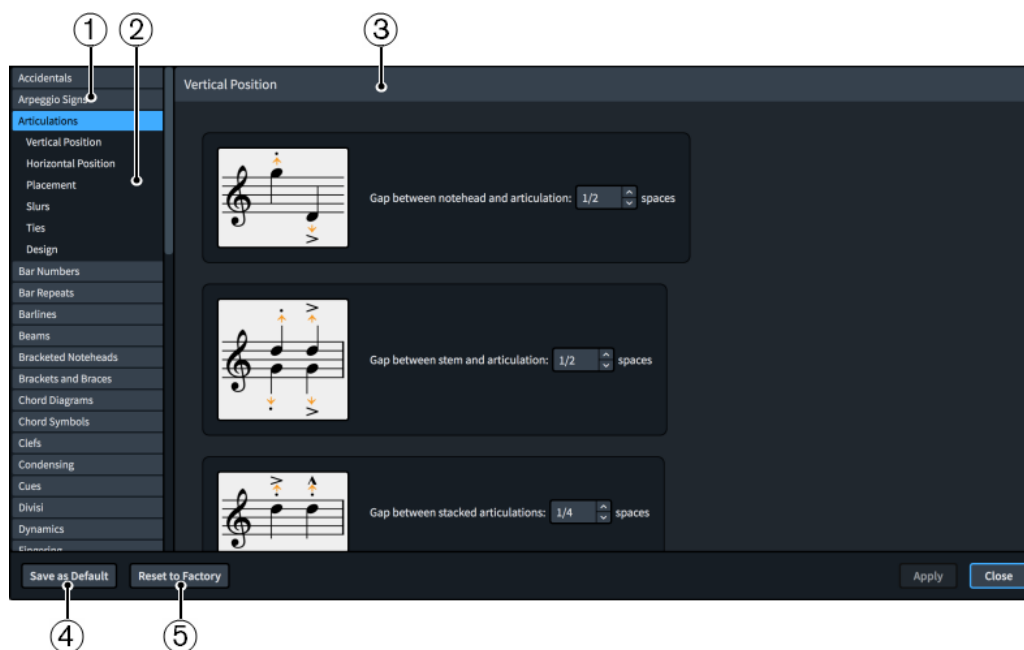 ① ② ③
Accidentals
Arpeggio Signs
Articulations
Vertical Position
Horizontal Position
Placement
Slurs
Ties
Design
Bar Numbers
Bar Repeats
Barlines
Beams
Bracketed Noteheads
Brackets and Braces
Chord Diagrams
Chord Symbols
Clefs
Condensing
Cues
Divisi
Dynamics
Fingering
Vertical Position
Gap between notehead and articulation: 1/2 spaces
Gap between stem and articulation: 1/2 spaces
Gap between stacked articulations: 1/4 spaces
Save as Default Reset to Factory Apply Close
④ ⑤